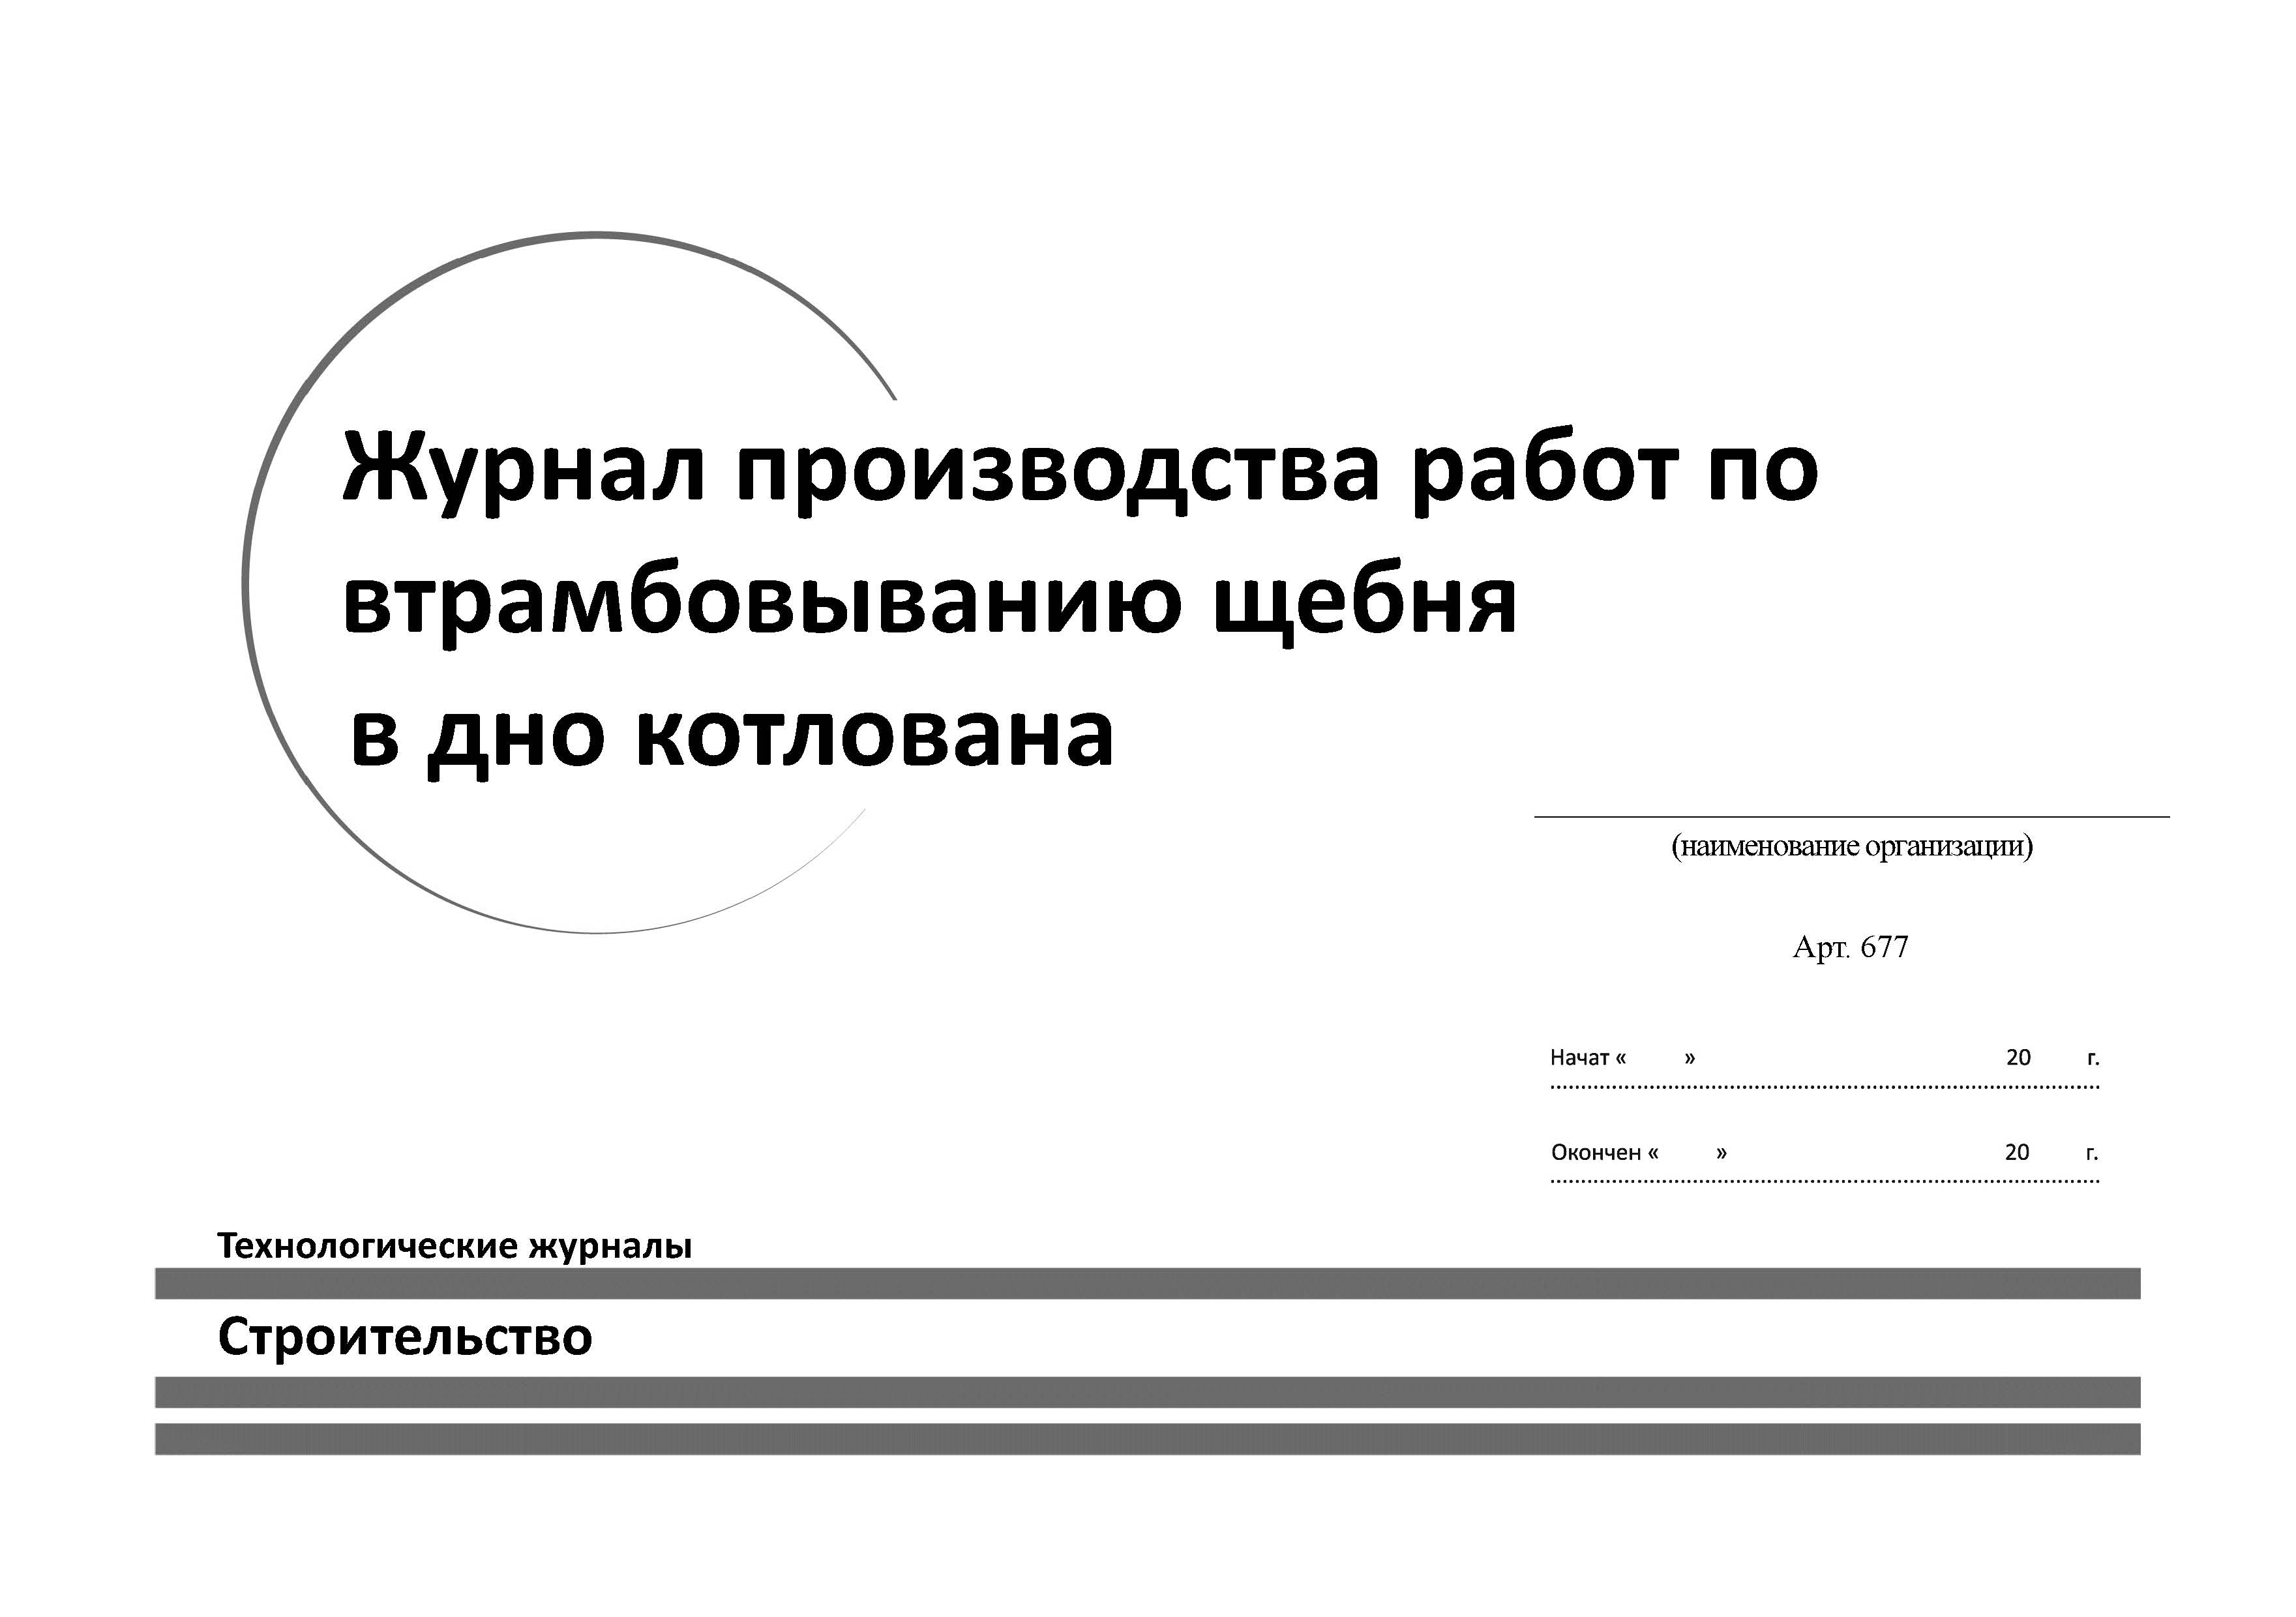 Журнал производства работ по
втрамбовыванию щебня
в дно котлована
(наименование организации)
Арт. 677
Начат « » 20 г.
Окончен « » 20 г.
Технологические журналы
Строительство